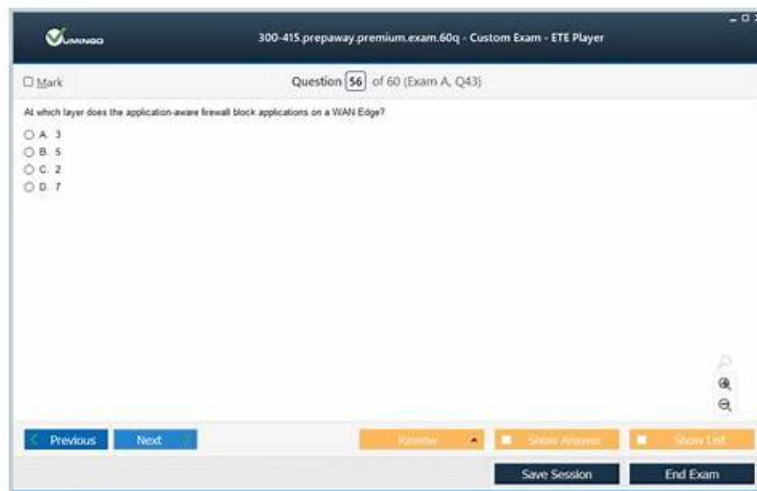 VUMINGO
300-415.prepaway.premium.exam.60q - Custom Exam - ETE Player
Mark
Question 56 of 60 (Exam A, Q43)
At which layer does the application-aware firewall block applications on a WAN Edge?
A. 3
B. 5
C. 2
D. 7
Previous
Next
Review
Show Answer
Show List
Save Session
End Exam